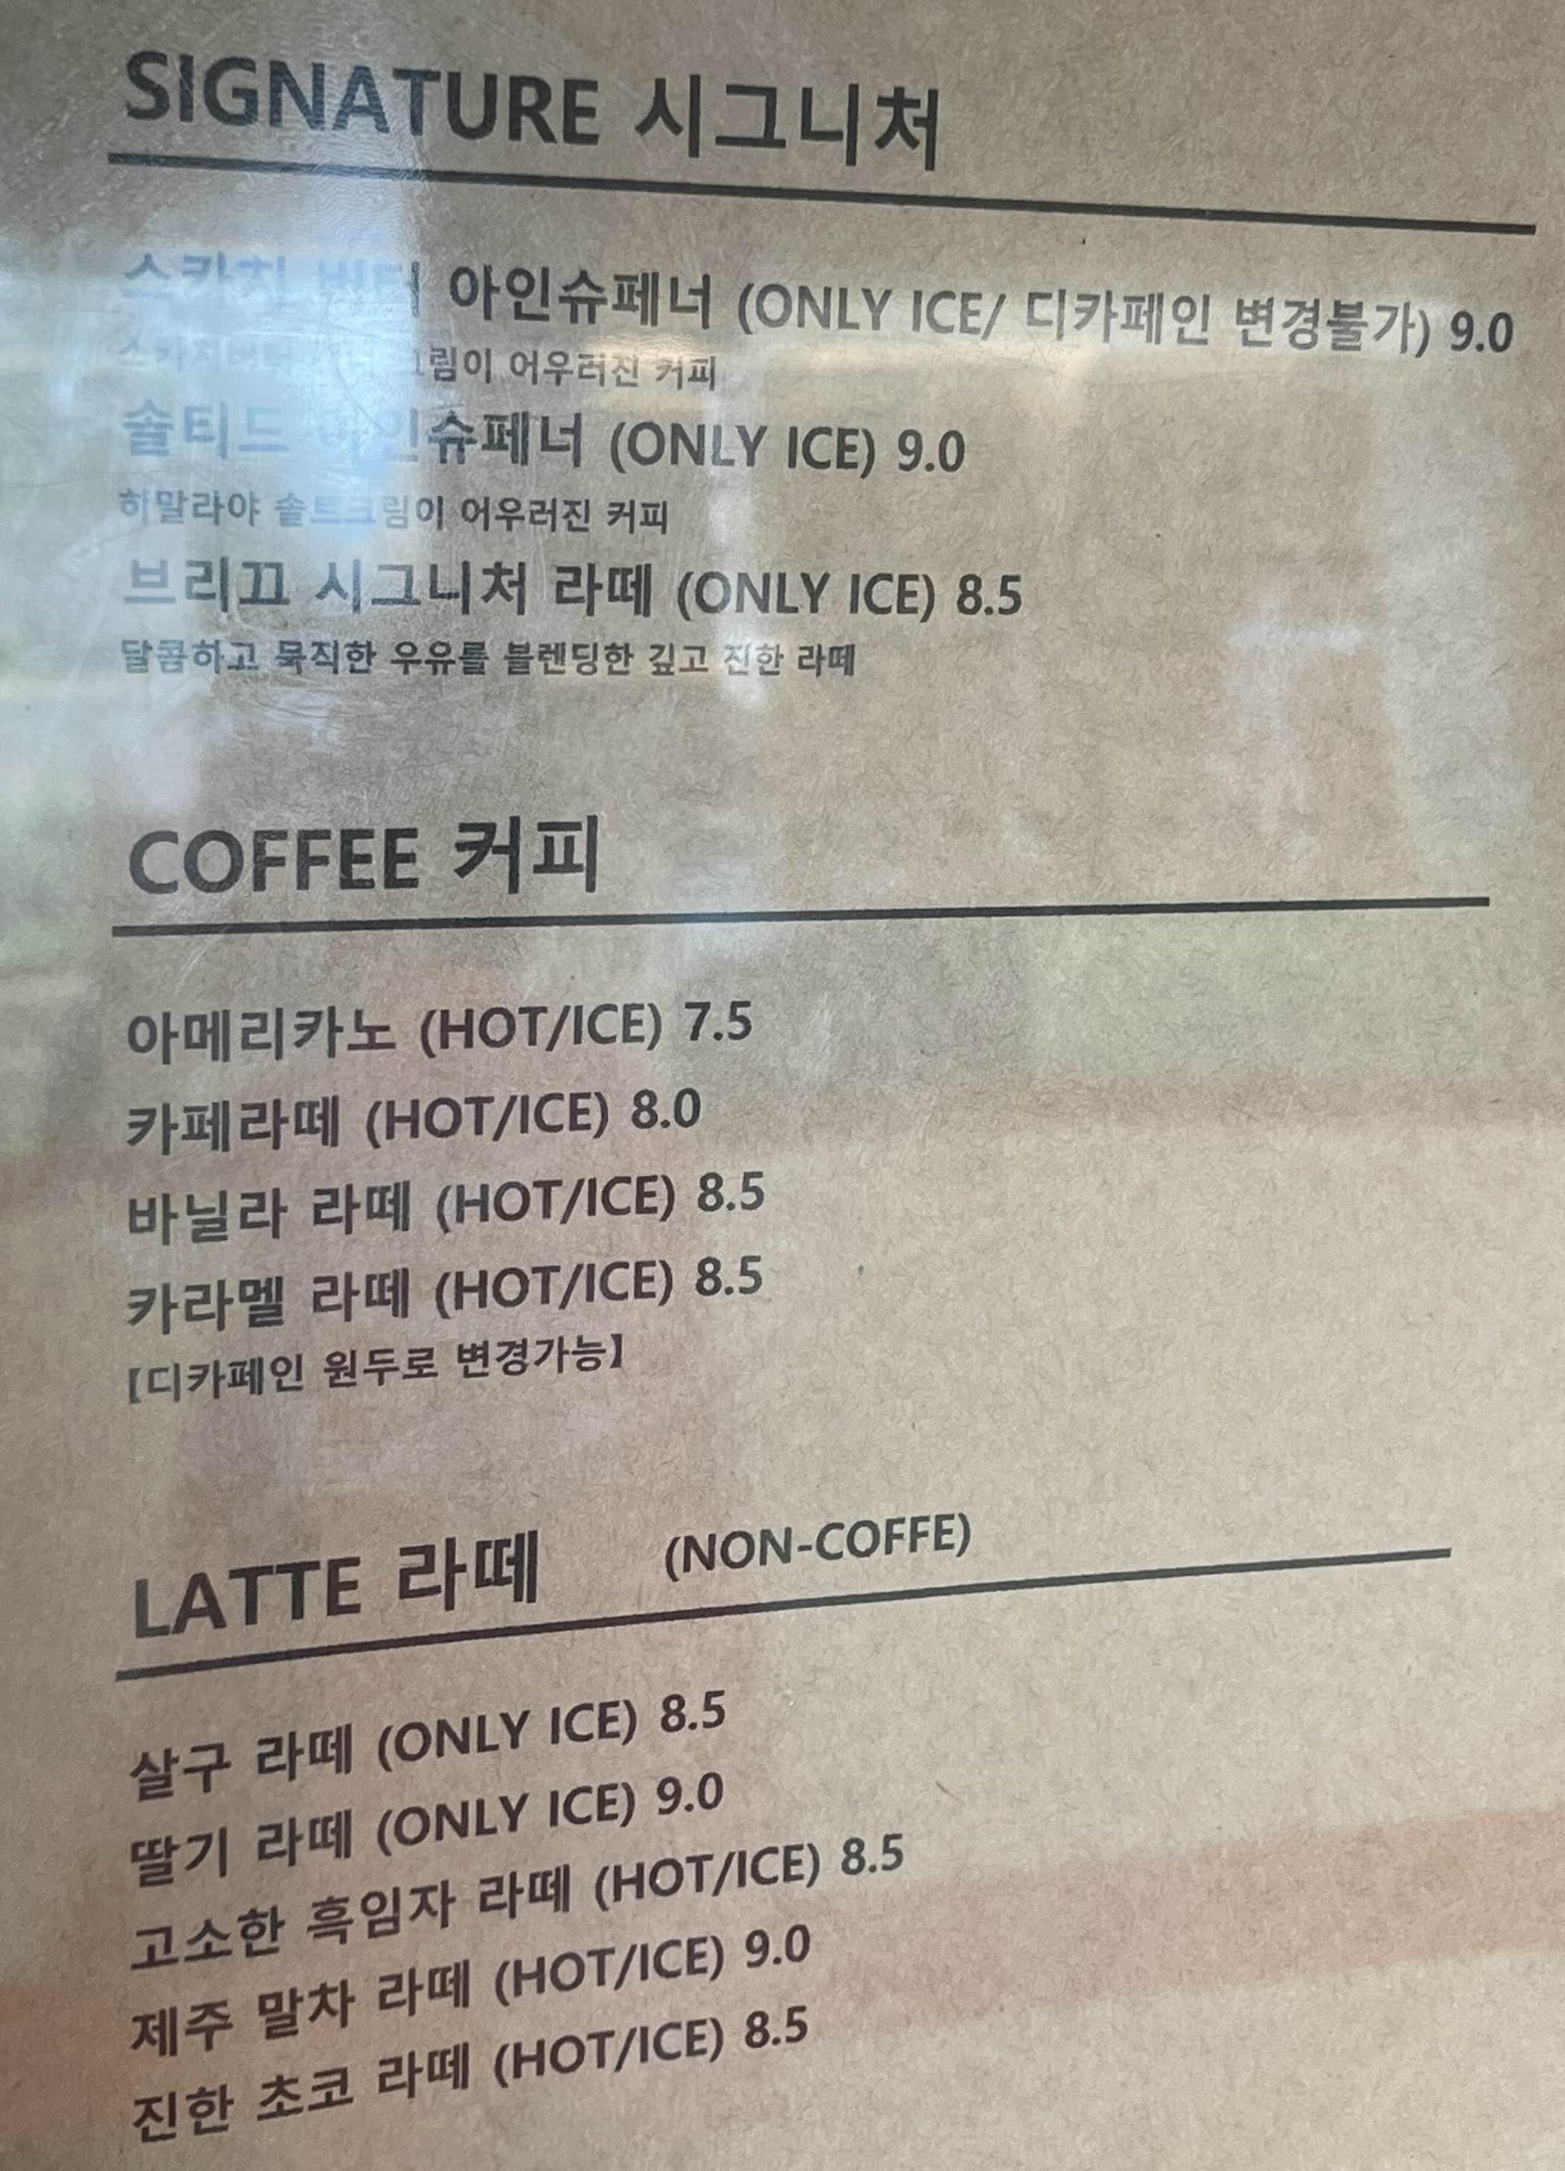 SIGNATURE 시그니처
스카치 버터 아인슈페너 (ONLY ICE/ 디카페인 변경불가) 9.0
어우러진 커피
솔티드 아인슈페너 (ONLY ICE) 9.0
히말라야 솔트크림이 어우러진 커피
브리끄 시그니처 라떼 (ONLY ICE) 8.5
달콤하고 묵직한 우유를 블렌딩한 깊고 진한 라떼
COFFEE 커피
아메리카노 (HOT/ICE) 7.5
카페라떼 (HOT/ICE) 8.0
바닐라 라떼 (HOT/ICE) 8.5
카라멜 라떼 (HOT/ICE) 8.5
[디카페인 원두로 변경가능】
LATTE 라떼 (NON-COFFE)
살구 라떼 (ONLY ICE) 8.5
딸기 라떼 (ONLY ICE) 9.0
고소한 흑임자 라떼 (HOT/ICE) 8.5
제주 말차 라떼 (HOT/ICE) 9.0
진한 초코 라떼 (HOT/ICE) 8.5